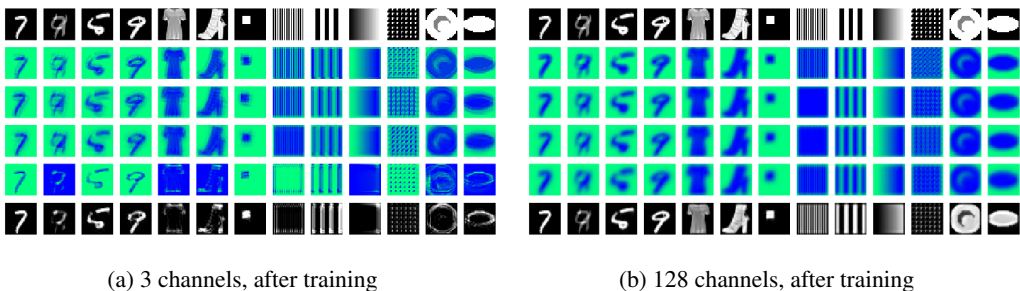 (a) 3 channels, after training
(b) 128 channels, after training